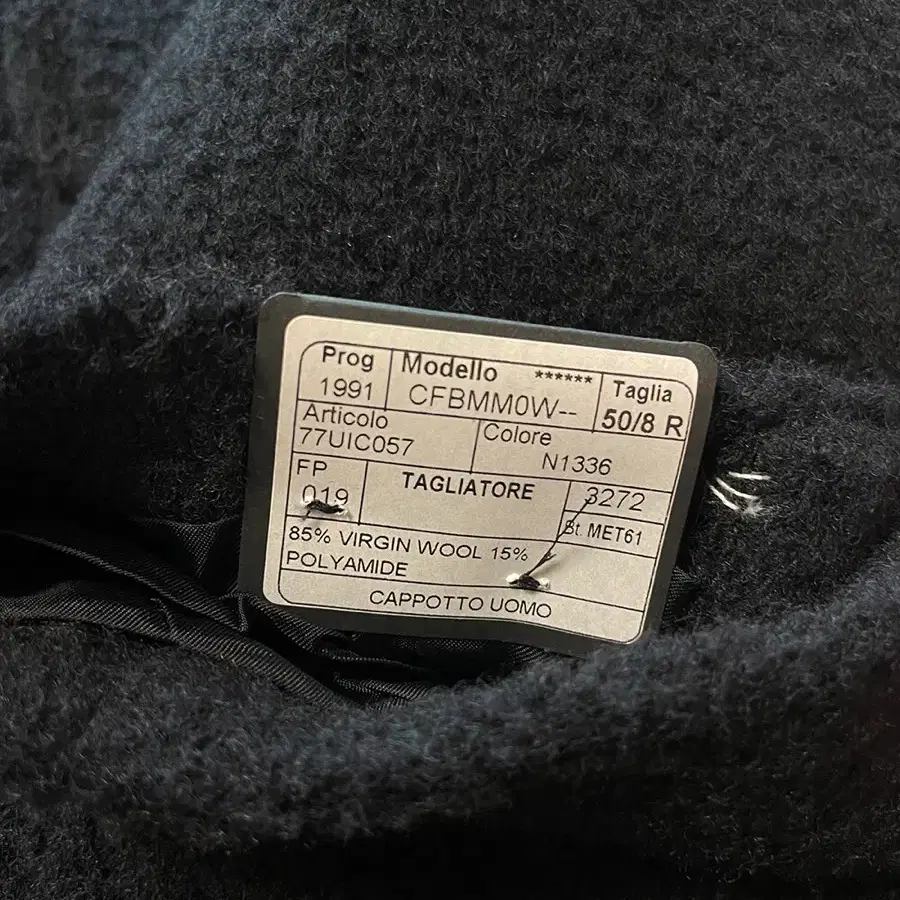 Prog
1991
Modello ******
CFBMM0W--
Taglia
50/8 R
Articolo
77UIC057
Colore
N1336
FP
019
TAGLIATORE
3272
Bt. MET61
85% VIRGIN WOOL 15%
POLYAMIDE
CAPPOTTO UOMO